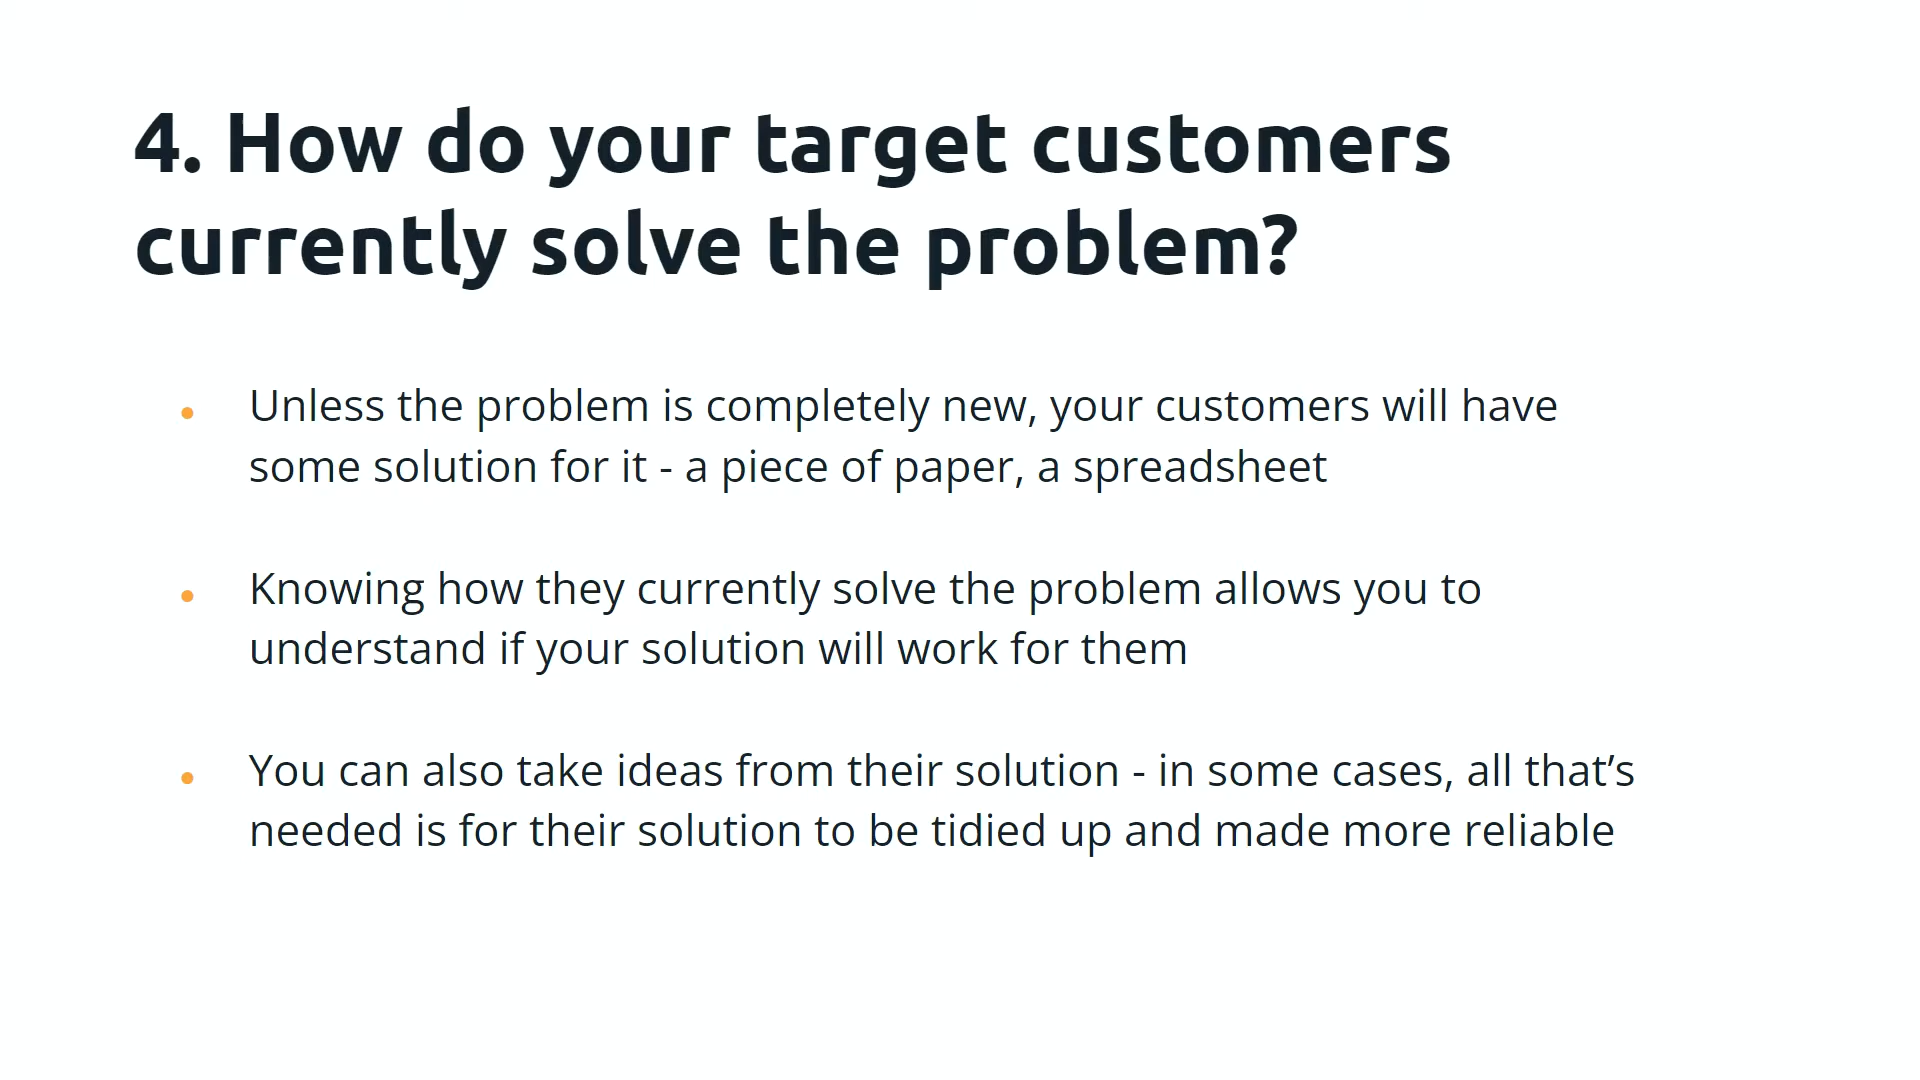 4. How do your target customers
currently solve the problem?
• Unless the problem is completely new, your customers will have
some solution for it - a piece of paper, a spreadsheet
• Knowing how they currently solve the problem allows you to
understand if your solution will work for them
• You can also take ideas from their solution - in some cases, all that’s
needed is for their solution to be tidied up and made more reliable